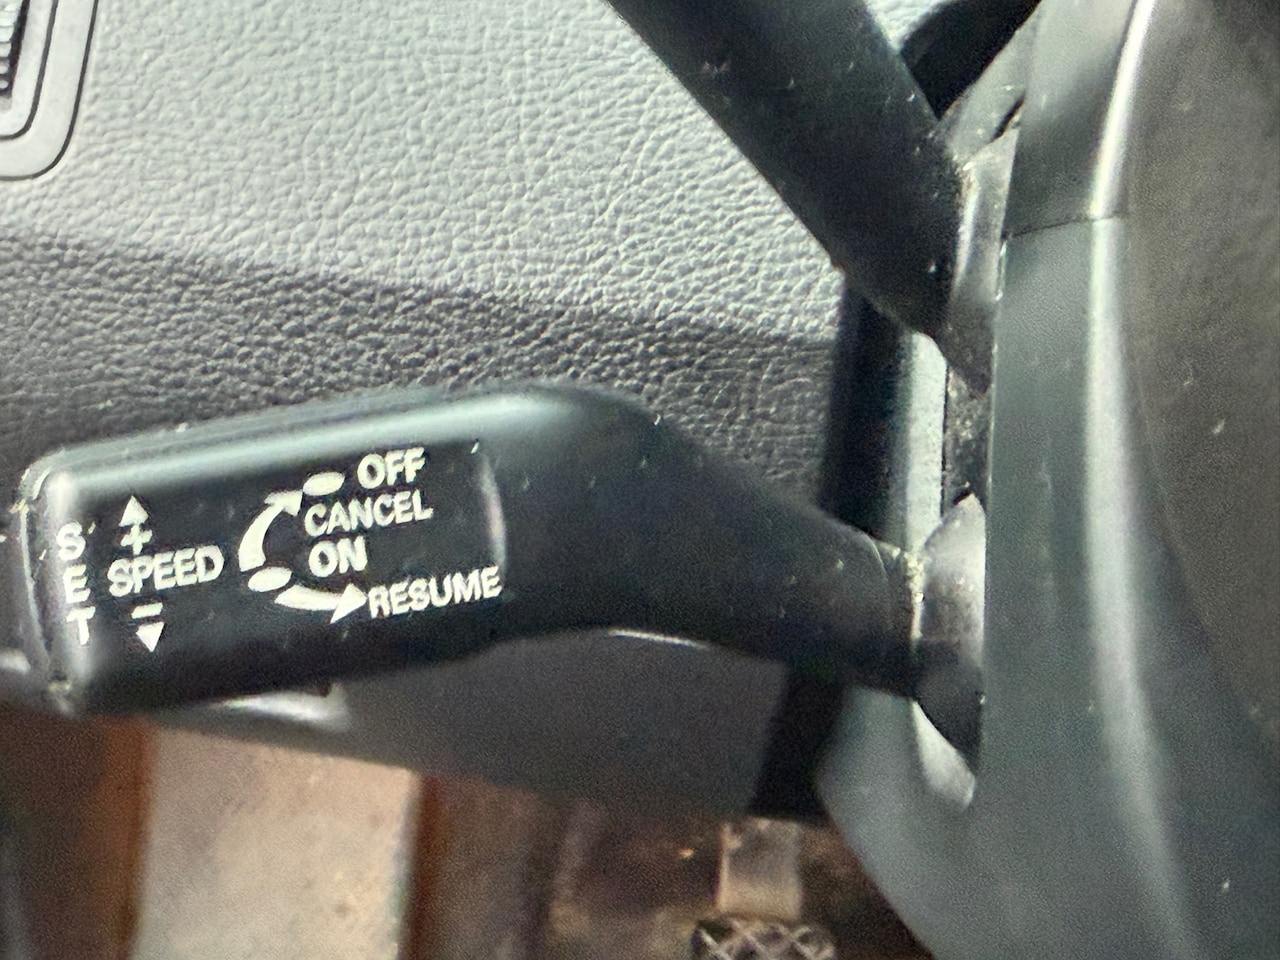 OFF
CANCEL
ON
RESUME
+
SPEED
−
SET